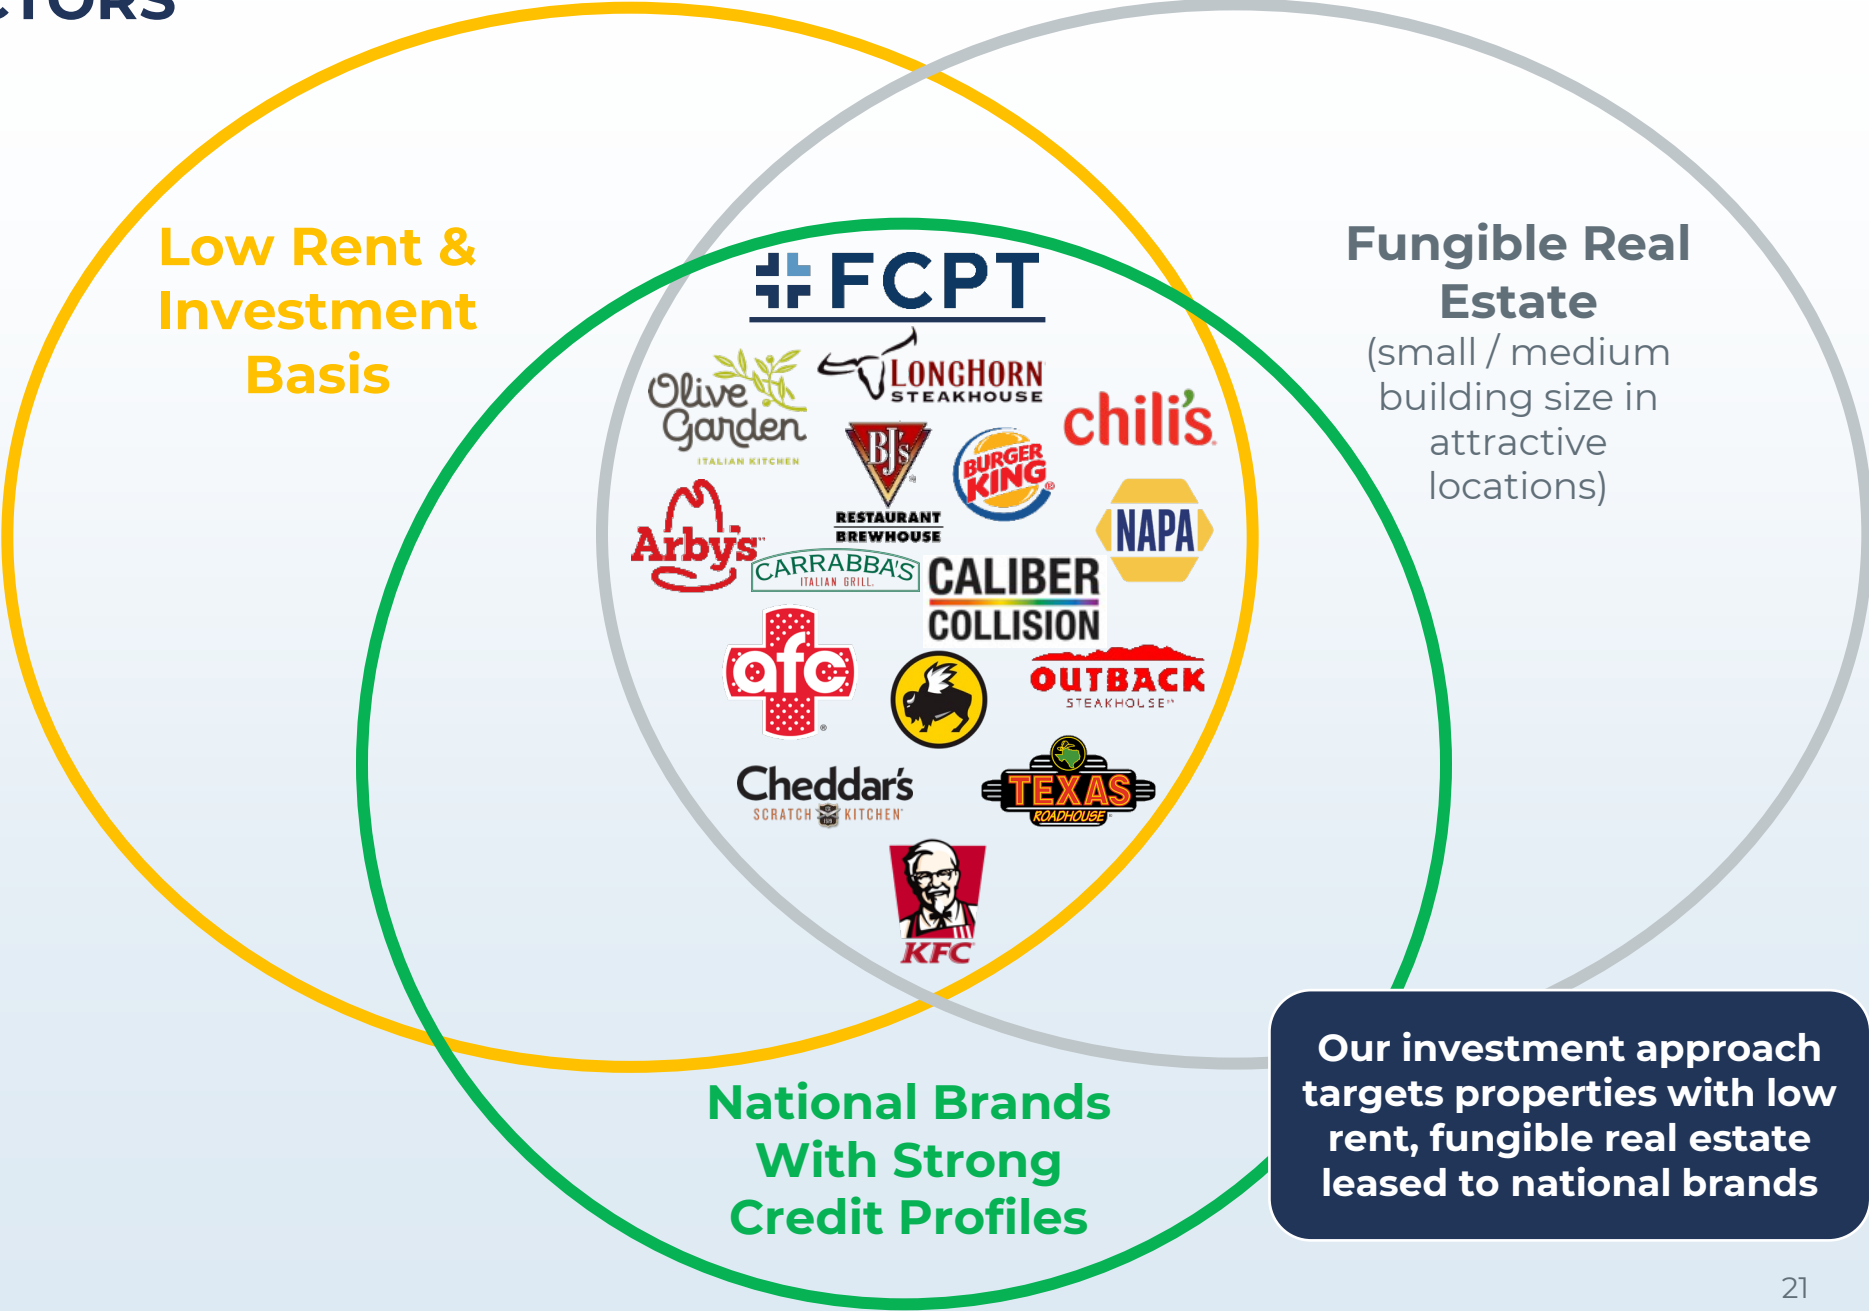 CTORS
Low Rent &
Investment
Basis
Fungible Real
Estate
(small / medium
building size in
attractive
locations)
FCPT
Olive
Garden
ITALIAN KITCHEN
LONGHORN
STEAKHOUSE
chili's
BJ's
RESTAURANT
BREWHOUSE
BURGER
KING
NAPA
Arby's
CARRABBA'S
ITALIAN GRILL.
CALIBER
COLLISION
afc
OUTBACK
STEAKHOUSE
Cheddar's
SCRATCH KITCHEN
TEXAS
ROADHOUSE
KFC
National Brands
With Strong
Credit Profiles
Our investment approach
targets properties with low
rent, fungible real estate
leased to national brands
21